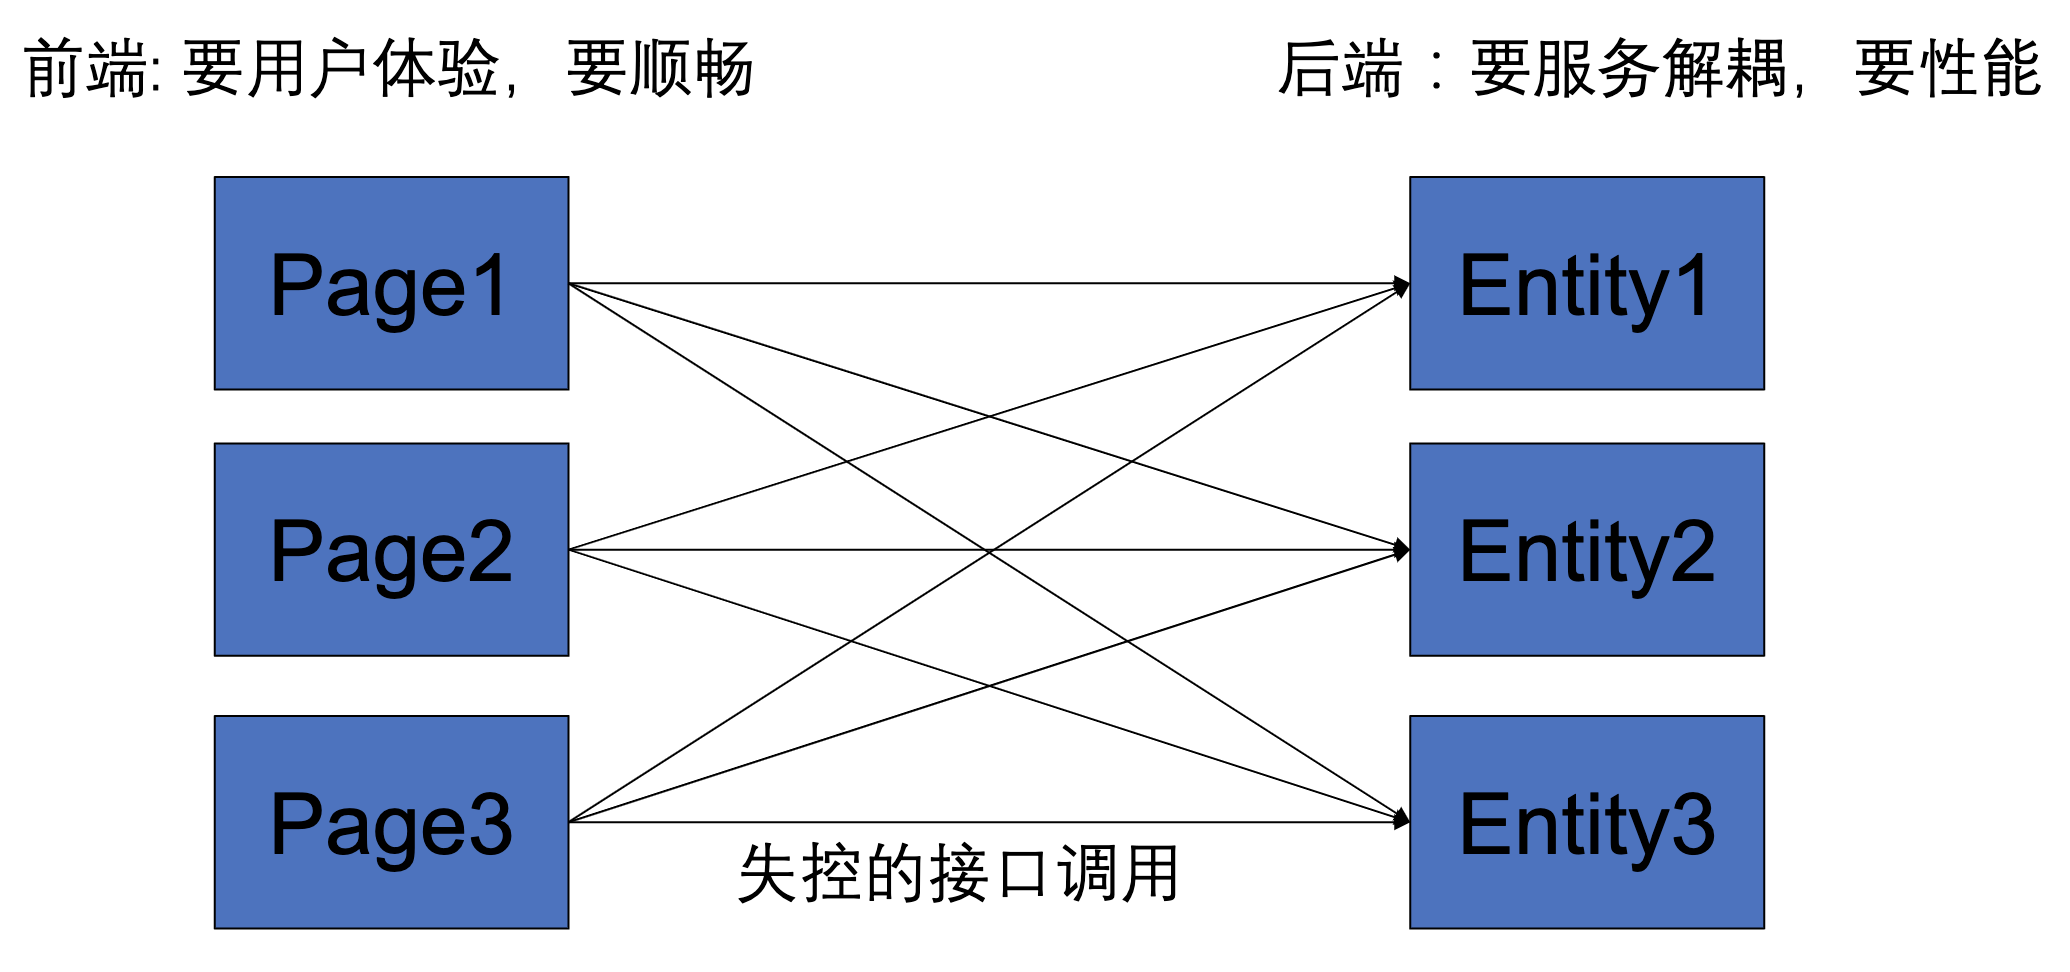 前端: 要用户体验，要顺畅
后端：要服务解耦，要性能
Page1
Entity1
Page2
Entity2
Page3
Entity3
失控的接口调用